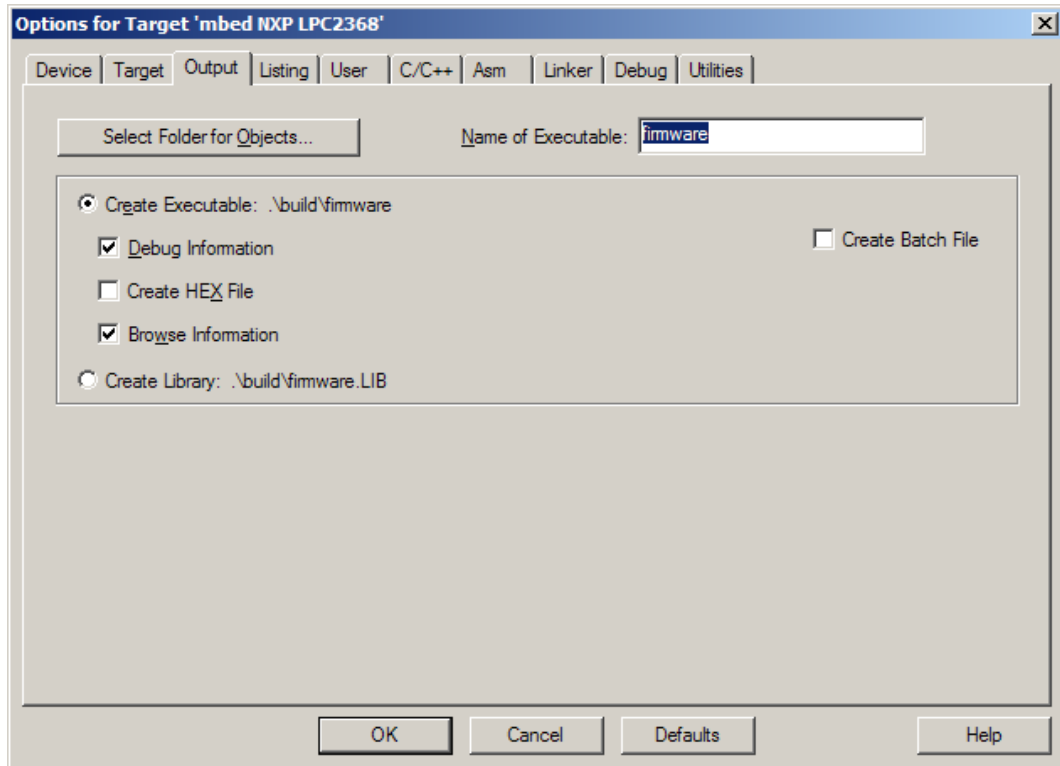 Options for Target 'mbed NXP LPC2368'
Device Target Output Listing User C/C++ Asm Linker Debug Utilities
Select Folder for Objects... Name of Executable: firmware
Create Executable: .\build\firmware
Debug Information Create Batch File
Create HEX File
Browse Information
Create Library: .\build\firmware.LIB
OK Cancel Defaults Help